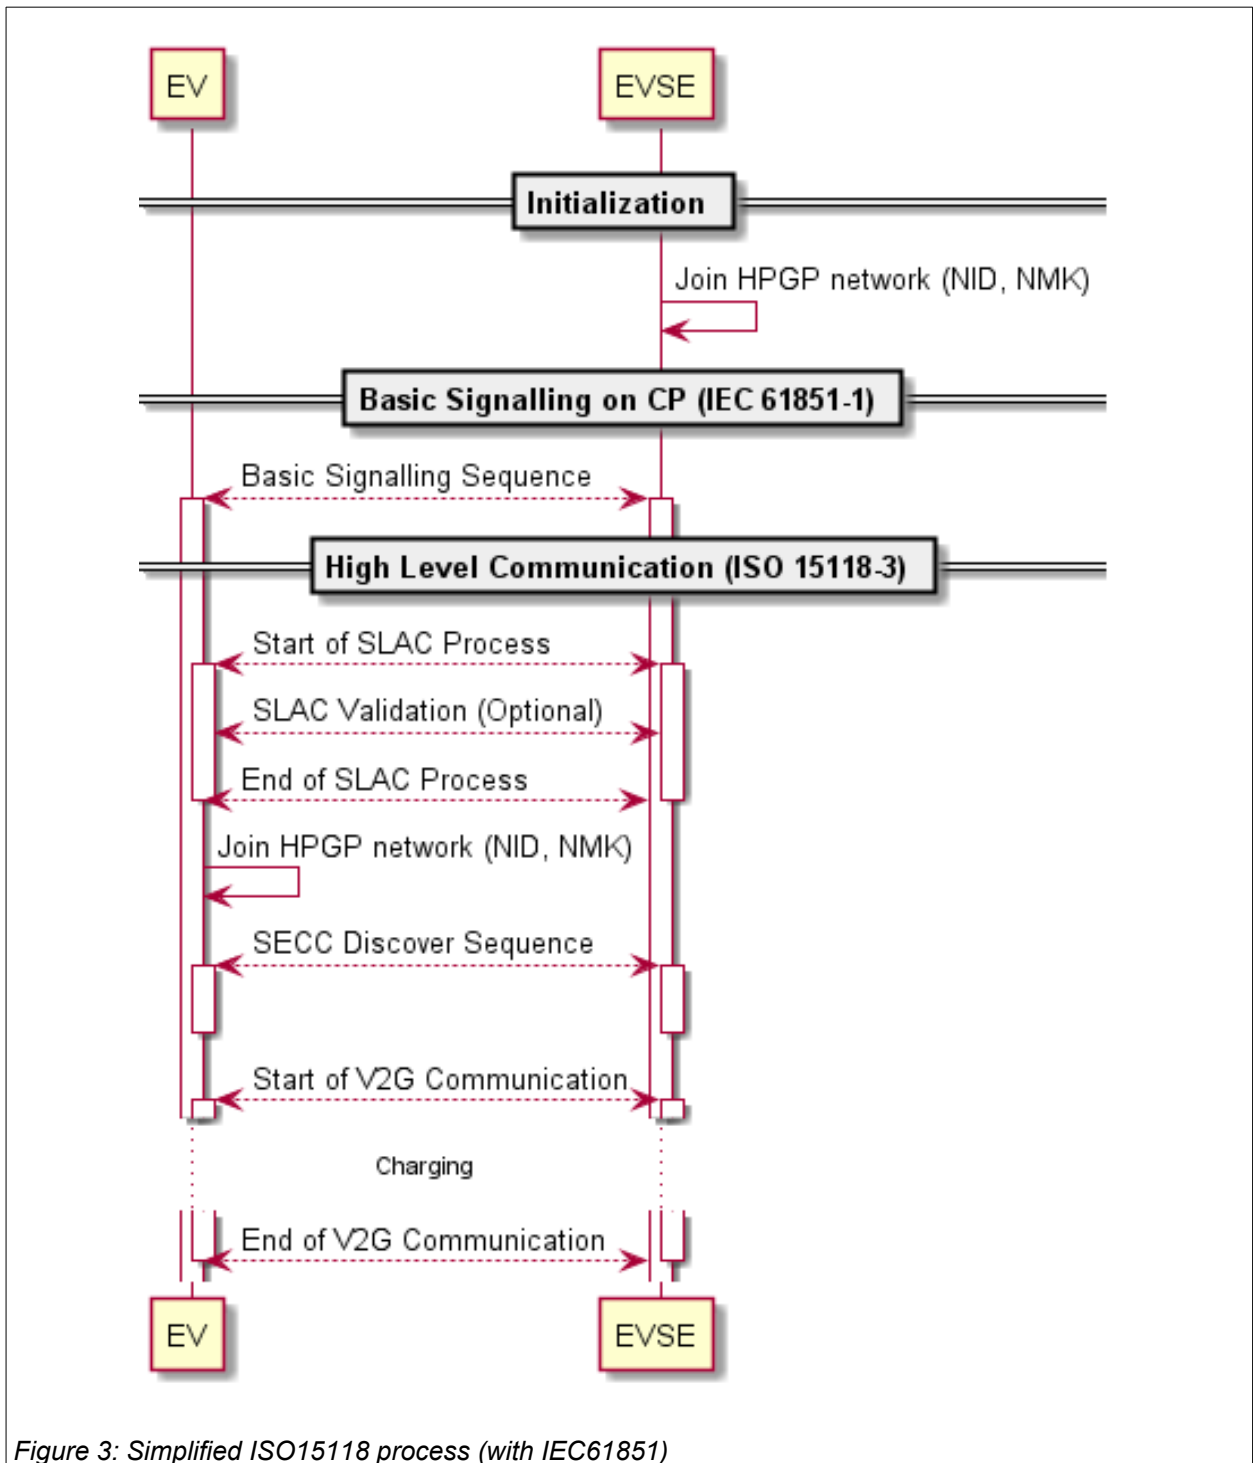 EV EVSE
Initialization
Join HPGP network (NID, NMK)
Basic Signalling on CP (IEC 61851-1)
Basic Signalling Sequence
High Level Communication (ISO 15118-3)
Start of SLAC Process
SLAC Validation (Optional)
End of SLAC Process
Join HPGP network (NID, NMK)
SECC Discover Sequence
Start of V2G Communication
Charging
End of V2G Communication
EV EVSE
Figure 3: Simplified ISO15118 process (with IEC61851)